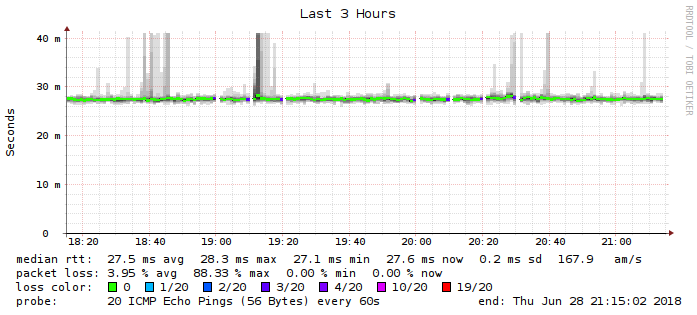 Last 3 Hours
RRDTOOL / TOBI OETIKER
Seconds
40 m
30 m
20 m
10 m
0
18:20 18:40 19:00 19:20 19:40 20:00 20:20 20:40 21:00
median rtt: 27.5 ms avg 28.3 ms max 27.1 ms min 27.6 ms now 0.2 ms sd 167.9 am/s
packet loss: 3.95 % avg 88.33 % max 0.00 % min 0.00 % now
loss color: 0 1/20 2/20 3/20 4/20 10/20 19/20
probe: 20 ICMP Echo Pings (56 Bytes) every 60s end: Thu Jun 28 21:15:02 2018